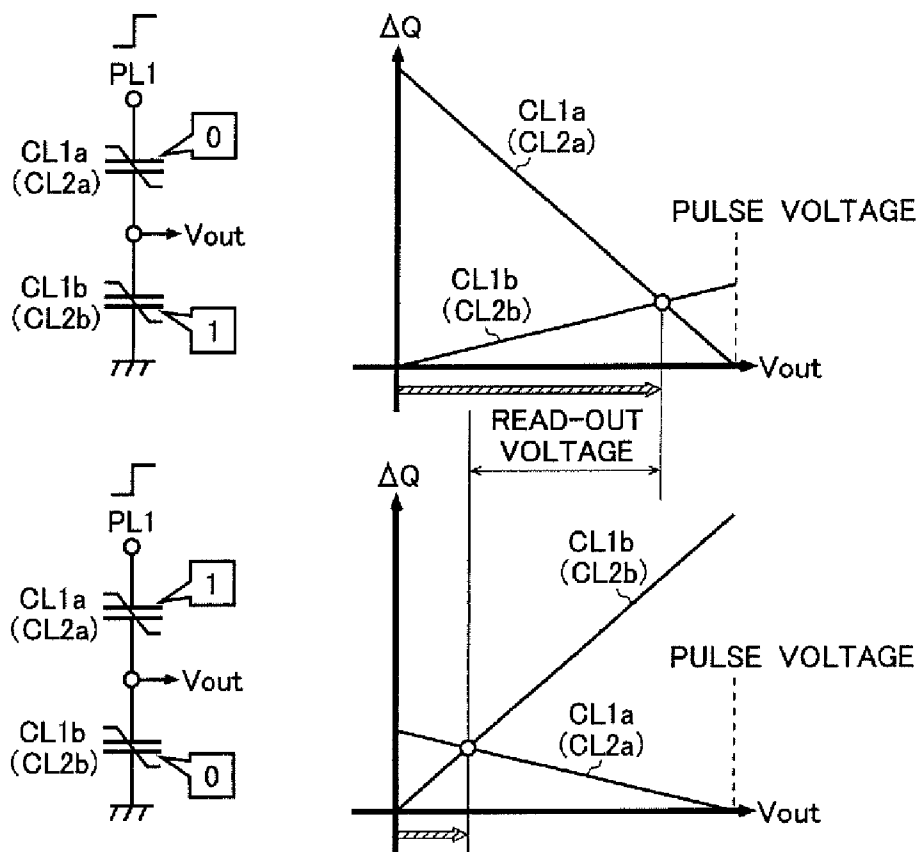 PL1
CL1a
(CL2a)
0
Vout
CL1b
(CL2b)
1
ΔQ
CL1a
(CL2a)
PULSE VOLTAGE
CL1b
(CL2b)
Vout
READ-OUT
VOLTAGE
PL1
CL1a
(CL2a)
1
Vout
CL1b
(CL2b)
0
ΔQ
CL1b
(CL2b)
PULSE VOLTAGE
CL1a
(CL2a)
Vout